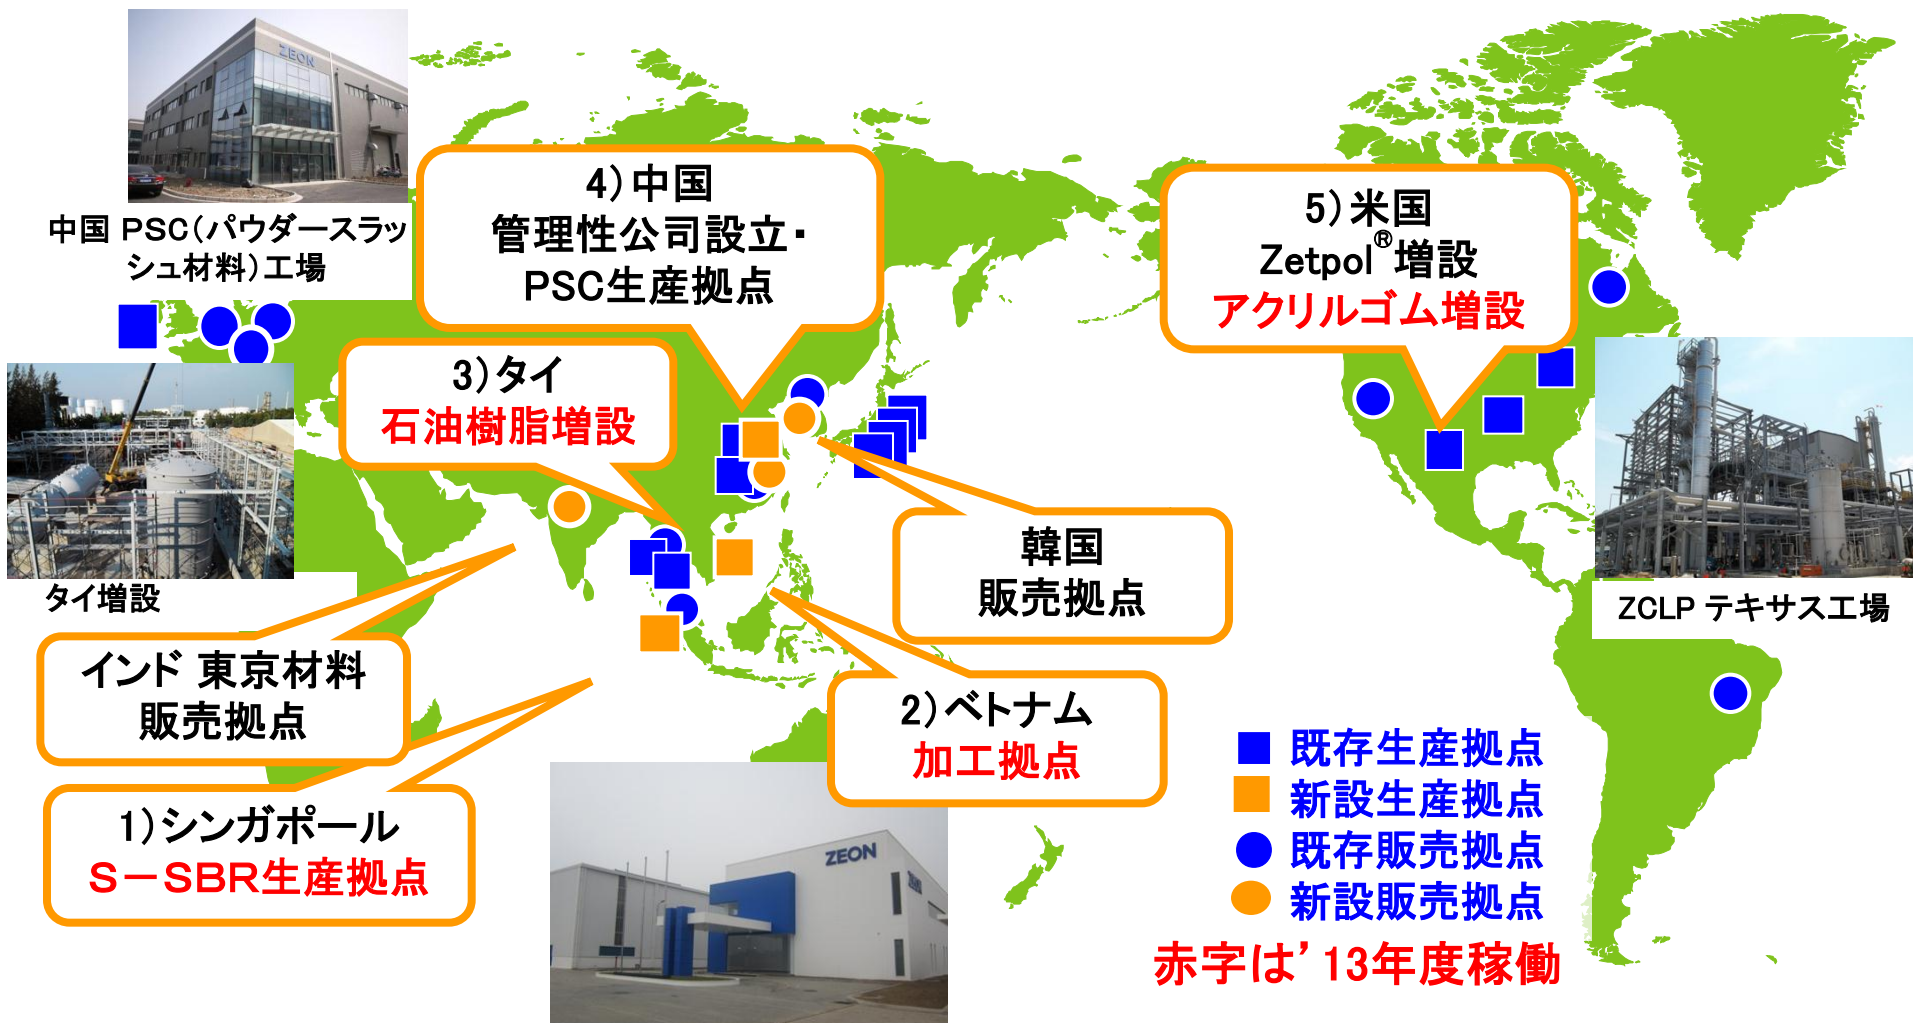 ZEON
中国 PSC(パウダースラッ
シュ材料)工場
4)中国
管理性公司設立・
PSC生産拠点
5)米国
Zetpol®増設
アクリルゴム増設
3)タイ
石油樹脂増設
タイ増設
韓国
販売拠点
ZCLP テキサス工場
インド 東京材料
販売拠点
2)ベトナム
加工拠点
1)シンガポール
S-SBR生産拠点
ZEON
ZEON
既存生産拠点
新設生産拠点
既存販売拠点
新設販売拠点
赤字は’13年度稼働